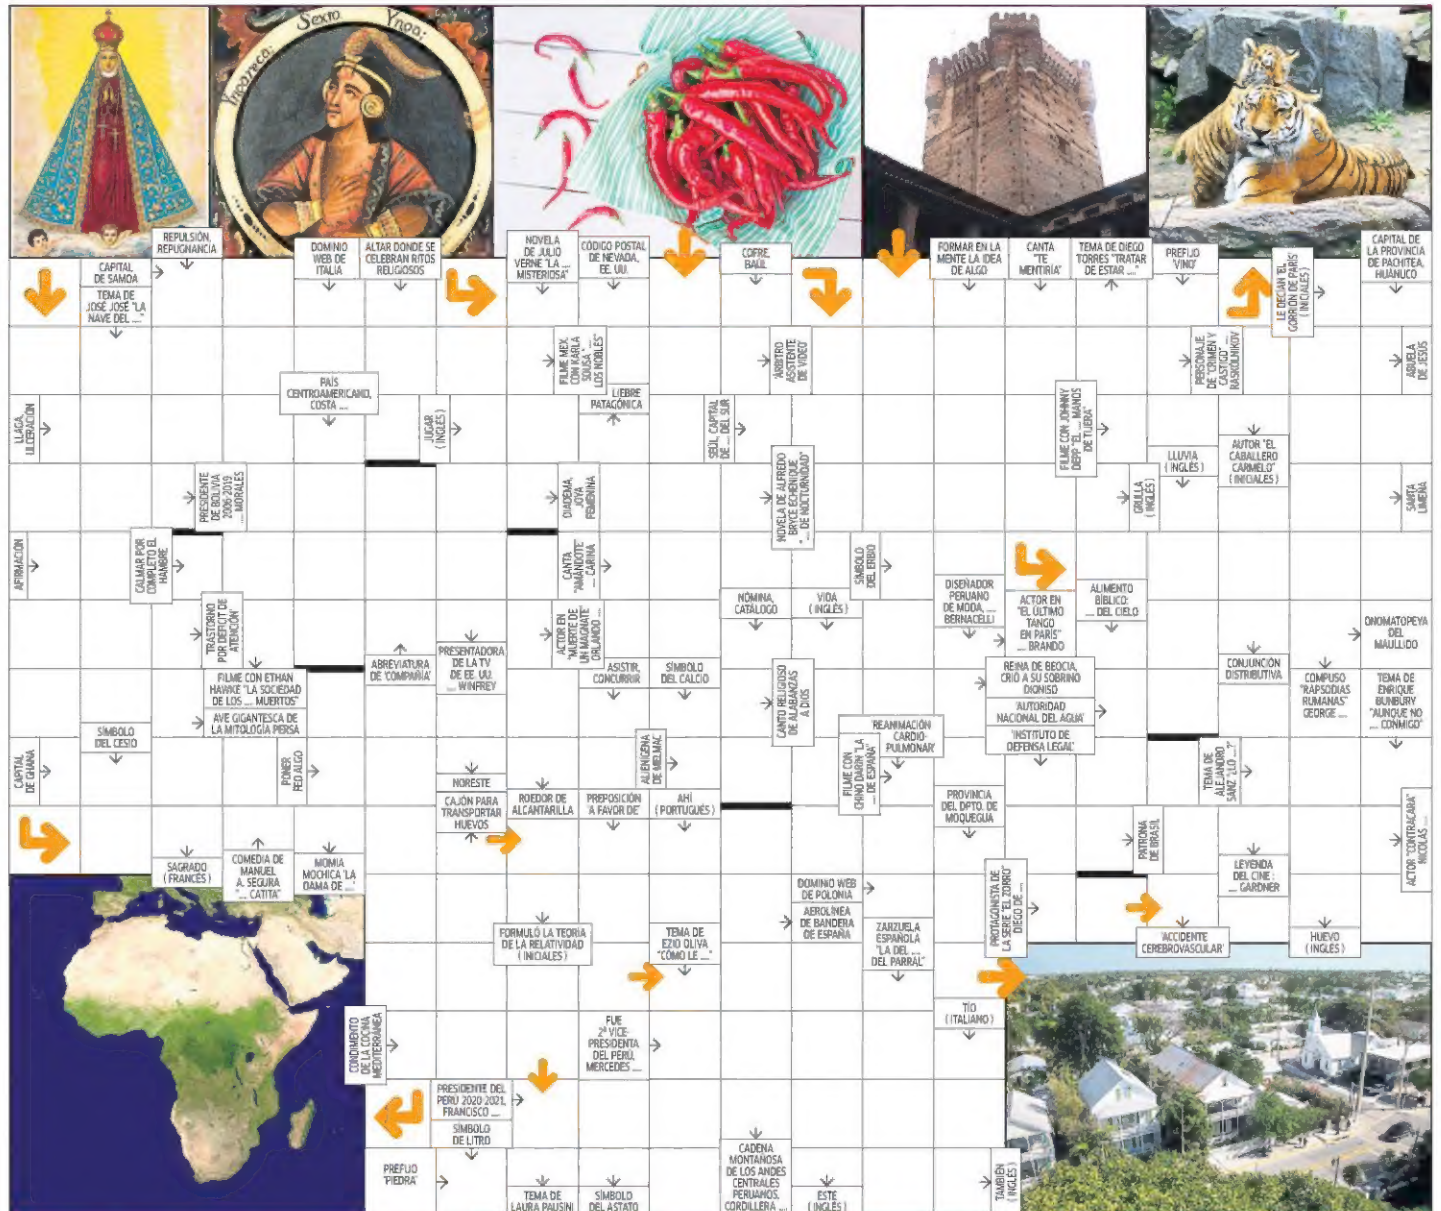 Ynpareca:
Sexto
Ynga:
REPULSIÓN,
REPUGNANCIA
CAPITAL
DE SAMOA
TEMA DE
JOSÉ JOSÉ "LA
NAVE DEL ..."
DOMINIO
WEB DE
ITALIA
ALTAR DONDE SE
CELEBRAN RITOS
RELIGIOSOS
NOVELA
DE JULIO
VERNE "LA ...
MISTERIOSA"
CÓDIGO POSTAL
DE NEVADA,
EE. UU.
COFRE,
BAÚL
FORMAR EN LA
MENTE LA IDEA
DE ALGO
CANTA
"TE
MENTIRÍA"
TEMA DE DIEGO
TORRES "TRATAR
DE ESTAR ..."
PREFIJO
'VINO'
LE DECÍAN 'EL
GORRIÓN DE PARÍS'
(INICIALES)
CAPITAL DE
LA PROVINCIA
DE PACHITEA,
HUÁNUCO
FILME MEX.
CON KARLA
SOUSA "...
LOS NOBLES"
'ÁRBITRO
ASISTENTE
DE VIDEO'
PERSONAJE
DE "CRIMEN Y
CASTIGO" ...
RASKÓLNIKOV
ABUELA
DE JESÚS
PAÍS
CENTROAMERICANO,
COSTA ...
LIEBRE
PATAGÓNICA
LLAGA,
ULCERACIÓN
JUGAR
(INGLÉS)
SEÚL, CAPITAL
DE ... DEL SUR
FILME CON JOHNNY
DEPP "EL ... MANOS
DE TIJERA"
LLUVIA
(INGLÉS)
AUTOR "EL
CABALLERO
CARMELO"
(INICIALES)
PRESIDENTE
DE BOLIVIA
2006-2019
... MORALES
DIADEMA,
JOYA
FEMENINA
NOVELA DE ALFREDO
BRYCE ECHENIQUE
"... DE NOCTURNIDAD"
GRULLA
(INGLÉS)
SANTA
LIMEÑA
AFIRMACIÓN
CALMAR POR
COMPLETO EL
HAMBRE
CANTA
"AMÁNDOTE"
... CARINA
SÍMBOLO
DEL ERBIO
NÓMINA,
CATÁLOGO
VIDA
(INGLÉS)
DISEÑADOR
PERUANO
DE MODA, ...
BERNACELLI
ACTOR EN
"EL ÚLTIMO
TANGO
EN PARÍS"
... BRANDO
ALIMENTO
BÍBLICO:
... DEL CIELO
'TRASTORNO
POR DÉFICIT DE
ATENCIÓN'
ABREVIATURA
DE 'COMPAÑÍA'
PRESENTADORA
DE LA TV
DE EE. UU.
... WINFREY
ACTOR EN
"MUERTE DE
UN MAGNATE"
ORLANDO ...
ASISTIR,
CONCURRIR
SÍMBOLO
DEL CALCIO
CANTO RELIGIOSO
DE ALABANZAS
A DIOS
REINA DE BEOCIA,
CRIO A SU SOBRINO
DIONISO
'AUTORIDAD
NACIONAL DEL AGUA'
'INSTITUTO DE
DEFENSA LEGAL'
CONJUNCIÓN
DISTRIBUTIVA
ONOMATOPEYA
DEL
MAULLIDO
COMPUSO
"RAPSODIAS
RUMANAS"
GEORGE ...
TEMA DE
ENRIQUE
BUNBURY
"AUNQUE NO
... CONMIGO"
FILME CON ETHAN
HAWKE "LA SOCIEDAD
DE LOS ... MUERTOS"
AVE GIGANTESCA DE
LA MITOLOGÍA PERSA
SÍMBOLO
DEL CESIO
CAPITAL
DE GHANA
PONER
RED ALGO
NORESTE
CAJÓN PARA
TRANSPORTAR
HUEVOS
ROEDOR DE
ALCANTARILLA
PREPOSICIÓN
'A FAVOR DE'
AHÍ
(PORTUGUÉS)
ALIENÍGENA
DE MELMAC
'REANIMACIÓN
CARDIO-
PULMONAR'
FILME CON
CHINO DARÍN "LA
... DE ESPAÑA"
PROVINCIA
DEL DPTO. DE
MOQUEGUA
TEMA DE
ALEJANDRO
SANZ "¿LO ...?"
PATRONA
DE BRASIL
ACTOR "CONTRACARA"
NICOLAS ...
SAGRADO
(FRANCÉS)
COMEDIA DE
MANUEL
A. SEGURA
"... CATITA"
MOMIA
MOCHICA 'LA
DAMA DE ...'
LEYENDA
DEL CINE:
... GARDNER
DOMINIO WEB
DE POLONIA
AEROLÍNEA
DE BANDERA
DE ESPAÑA
PROTAGONISTA DE
LA SERIE "EL ZORRO"
DIEGO DE ...
FORMULÓ LA TEORÍA
DE LA RELATIVIDAD
(INICIALES)
TEMA DE
EZIO OLIVA
"CÓMO LE ..."
ZARZUELA
ESPAÑOLA
"LA DEL ...
DEL PARRAL"
'ACCIDENTE
CEREBROVASCULAR'
HUEVO
(INGLÉS)
CONDIMENTO
DE LA COCINA
MEDITERRÁNEA
FUE
2ª VICE-
PRESIDENTA
DEL PERÚ,
MERCEDES ...
TÍO
(ITALIANO)
PRESIDENTE DEL
PERÚ 2020-2021,
FRANCISCO ...
SÍMBOLO
DE LITRO
PREFIJO
'PIEDRA'
TEMA DE
LAURA PAUSINI
SÍMBOLO
DEL ASTATO
CADENA
MONTAÑOSA
DE LOS ANDES
CENTRALES
PERUANOS,
CORDILLERA ...
ESTE
(INGLÉS)
TAMBIÉN
(INGLÉS)